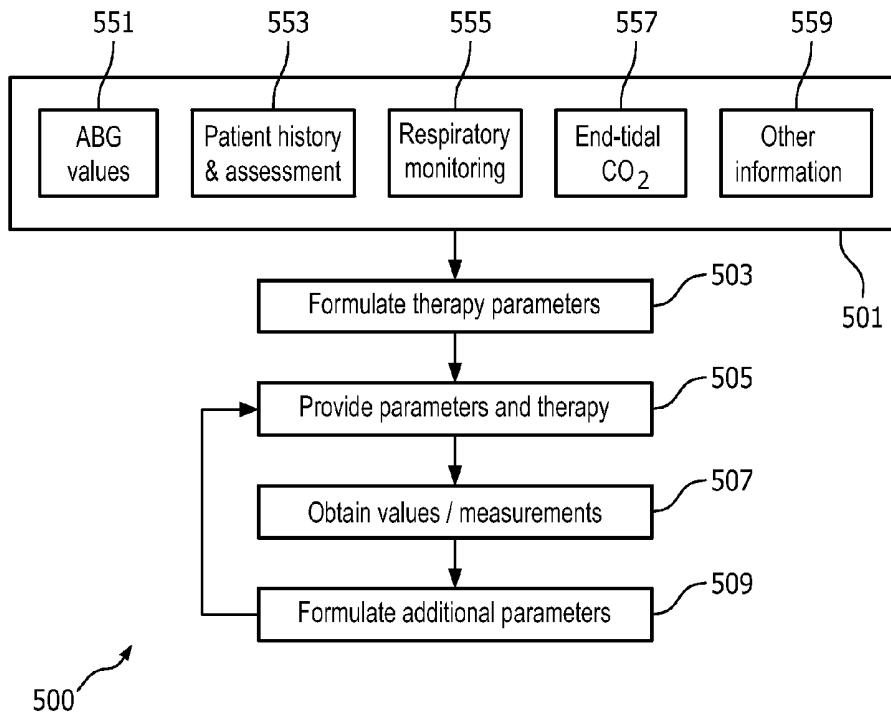 551
553
555
557
559
ABG
values
Patient history
& assessment
Respiratory
monitoring
End-tidal
CO2
Other
information
501
Formulate therapy parameters
503
Provide parameters and therapy
505
Obtain values / measurements
507
Formulate additional parameters
509
500